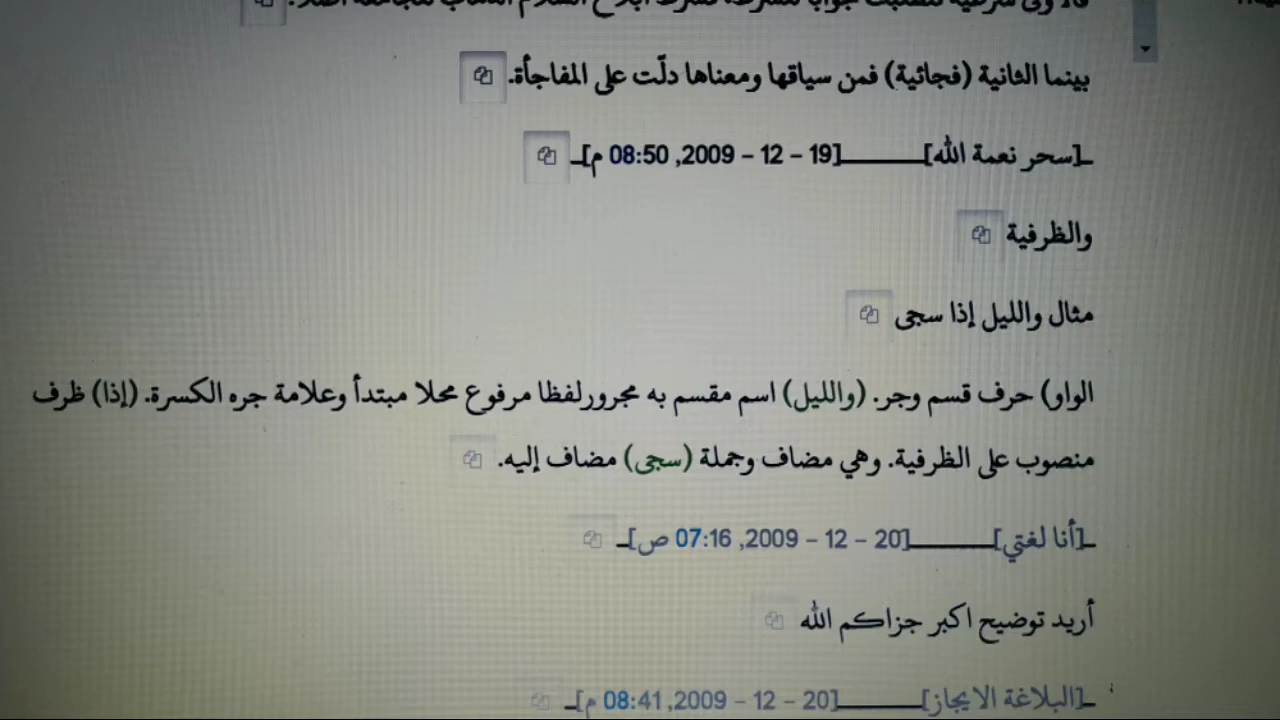 بينما الثانية (فجائية) فمن سياقها ومعناها دلّت على المفاجأة.
ـ[سحر نعمة الله]ــــــــ[19 - 12 - 2009, 08:50 م]ـ
والظرفية
مثال والليل إذا سجى
الواو) حرف قسم وجر. (والليل) اسم مقسم به مجرورلفظا مرفوع محلا مبتدأ وعلامة جره الكسرة. (إذا) ظرف
منصوب على الظرفية. وهي مضاف وجملة (سجى) مضاف إليه.
ـ[أنا لغتي]ــــــــ[20 - 12 - 2009, 07:16 ص]ـ
أريد توضيح اكبر جزاكم الله
ـ[البلاغة الايجاز]ــــــــ[20 - 12 - 2009, 08:41 م]ـ